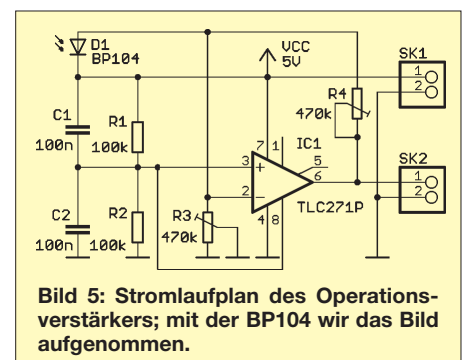 D1
BP104
VCC
5V
SK1
1
2
C1
100n
R1
100k
R4
470k
IC1
7
1
3
+
5
6
2
-
TLC271P
4
8
SK2
1
2
C2
100n
R2
100k
R3
470k
Bild 5: Stromlaufplan des Operations-
verstärkers; mit der BP104 wir das Bild
aufgenommen.